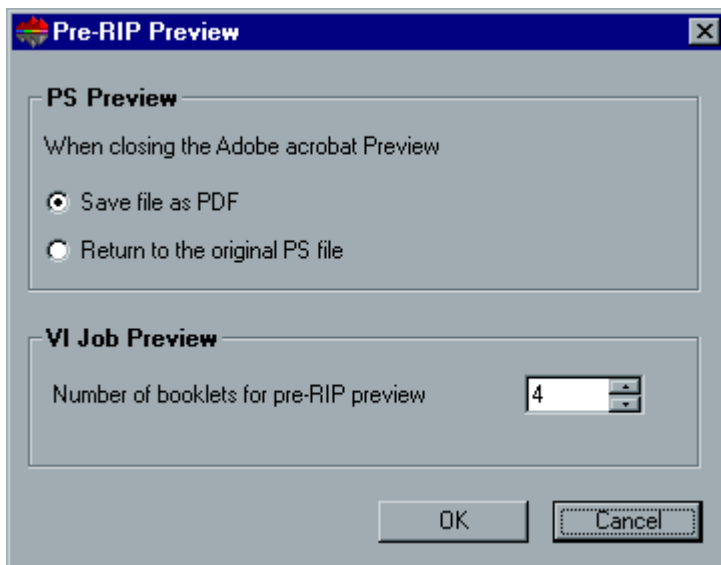 Pre-RIP Preview
PS Preview
When closing the Adobe acrobat Preview
Save file as PDF
Return to the original PS file
VI Job Preview
Number of booklets for pre-RIP preview 4
OK Cancel